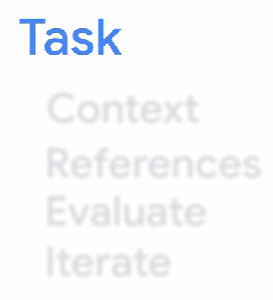 Task
Context
References
Evaluate
Iterate